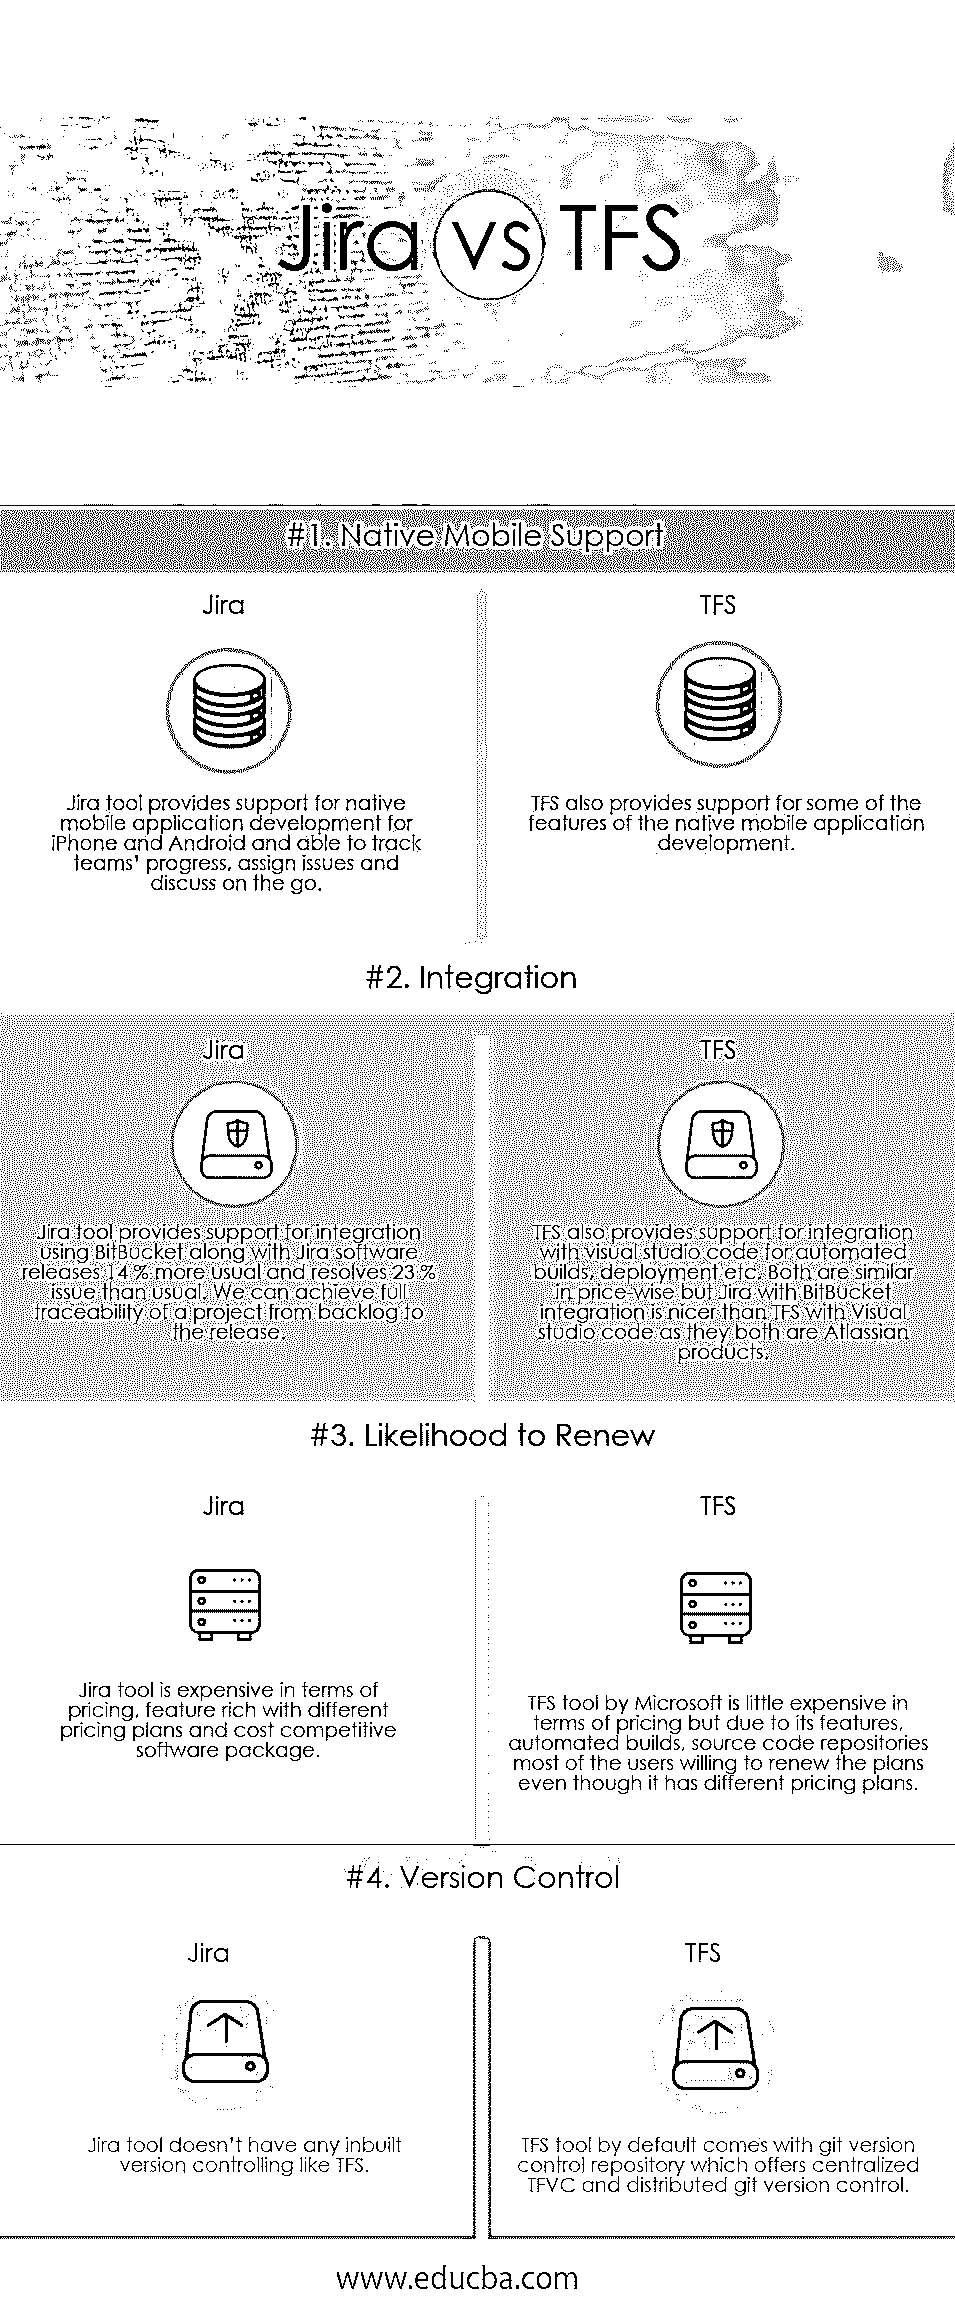 Jira vs TFS
#1. Native Mobile Support
Jira
Jira tool provides support for native
mobile application development for
iPhone and Android and able to track
teams' progress, assign issues and
discuss on the go.
TFS
TFS also provides support for some of the
features of the native mobile application
development.
#2. Integration
Jira
Jira tool provides support for integration
using BitBucket along with Jira software
releases 14 % more usual and resolves 23 %
issue than usual. We can achieve full
traceability of a project from backlog to
the release.
TFS
TFS also provides support for integration
with visual studio code for automated
builds, deployment etc. Both are similar
in price-wise but Jira with BitBucket
integration is nicer than TFS with Visual
studio code as they both are Atlassian
products.
#3. Likelihood to Renew
Jira
Jira tool is expensive in terms of
pricing, feature rich with different
pricing plans and cost competitive
software package.
TFS
TFS tool by Microsoft is little expensive in
terms of pricing but due to its features,
automated builds, source code repositories
most of the users willing to renew the plans
even though it has different pricing plans.
#4. Version Control
Jira
Jira tool doesn't have any inbuilt
version controlling like TFS.
TFS
TFS tool by default comes with git version
control repository which offers centralized
TFVC and distributed git version control.
www.educba.com